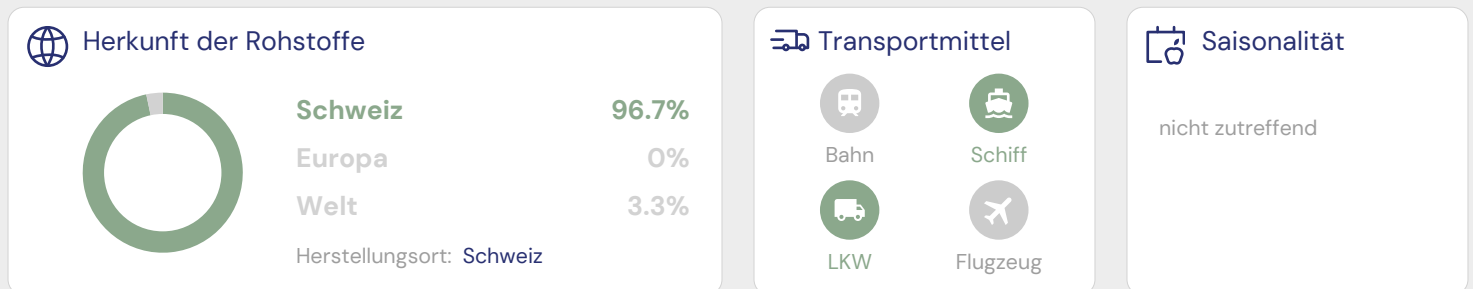 Herkunft der Rohstoffe
Schweiz 96.7%
Europa 0%
Welt 3.3%
Herstellungsort: Schweiz
Transportmittel
Bahn Schiff
LKW Flugzeug
Saisonalität
nicht zutreffend